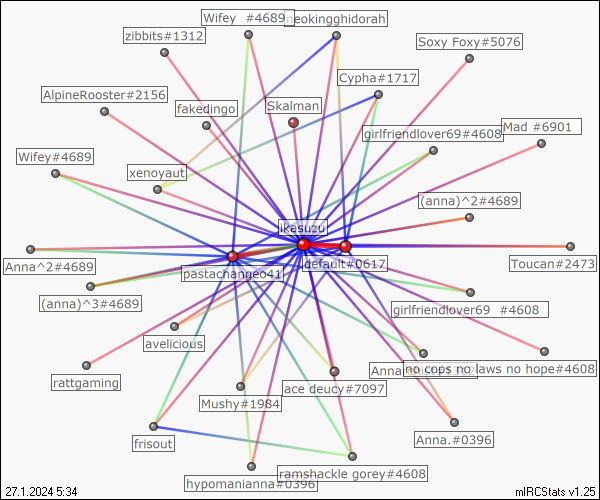 Wifey #4689
neokingghidorah
zibbits#1312
Soxy Foxy#5076
Cypha#1717
AlpineRooster#2156
fakedingo
Skalman
girlfriendlover69#4608
Mad #6901
Wifey#4689
xenoyaut
(anna)^2#4689
ikesuzu
Anna^2#4689
pastachangeo41
default#0617
Toucan#2473
(anna)^3#4689
girlfriendlover69 #4608
avelicious
rattgaming
Anna
no cops no laws no hope#4608
ace deucy#7097
Mushy#1984
frisout
Anna.#0396
ramshackle gorey#4608
hypomanianna#0396
27.1.2024 5:34
mIRCStats v1.25